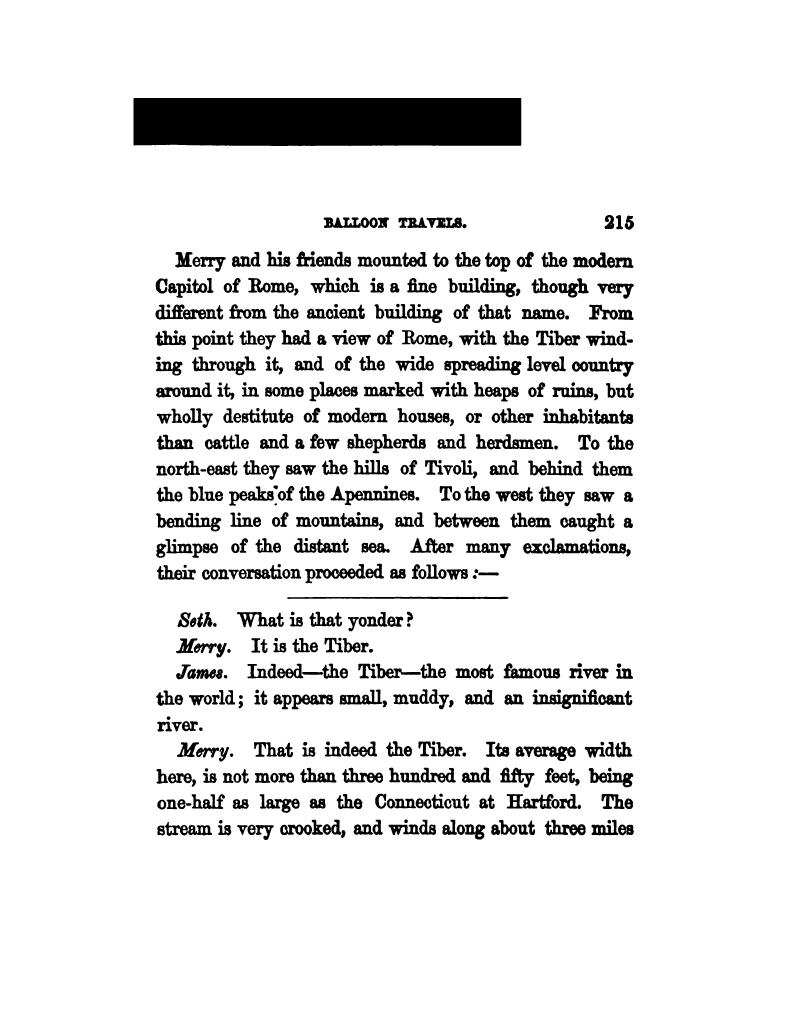 BALLOON TRAVELS. 215
Merry and his friends mounted to the top of the modern
Capitol of Rome, which is a fine building, though very
different from the ancient building of that name. From
this point they had a view of Rome, with the Tiber wind-
ing through it, and of the wide spreading level country
around it, in some places marked with heaps of ruins, but
wholly destitute of modern houses, or other inhabitants
than cattle and a few shepherds and herdsmen. To the
north-east they saw the hills of Tivoli, and behind them
the blue peaks of the Apennines. To the west they saw a
bending line of mountains, and between them caught a
glimpse of the distant sea. After many exclamations,
their conversation proceeded as follows:—
Seth. What is that yonder?
Merry. It is the Tiber.
James. Indeed—the Tiber—the most famous river in
the world; it appears small, muddy, and an insignificant
river.
Merry. That is indeed the Tiber. Its average width
here, is not more than three hundred and fifty feet, being
one-half as large as the Connecticut at Hartford. The
stream is very crooked, and winds along about three miles